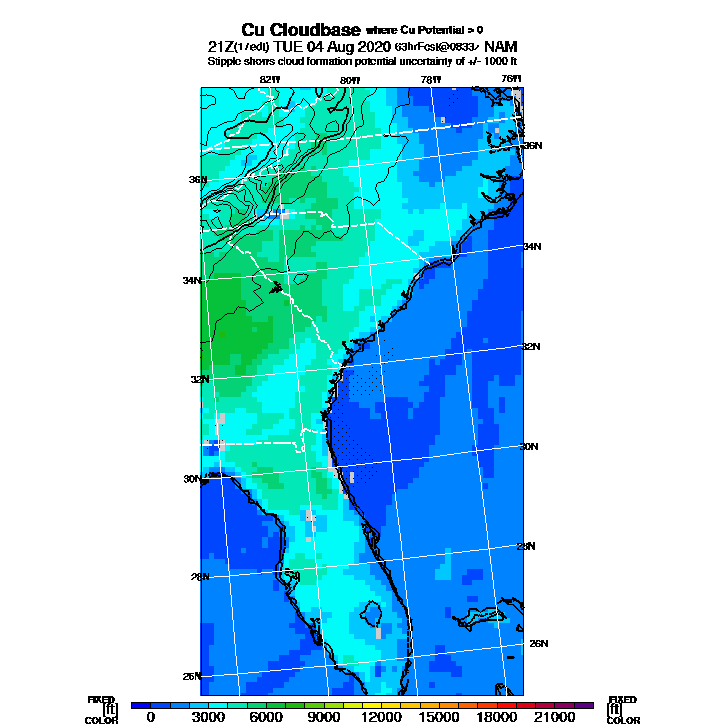 Cu Cloudbase where Cu Potential > 0
21Z(17edt) TUE 04 Aug 2020 63hrFcst@0833z NAM
Stipple shows cloud formation potential uncertainty of +/- 1000 ft
82W 80W 78W 76W
36N 36N
34N 34N
32N 32N
30N 30N
28N 28N
26N 26N
FIXED FIXED
[ft] [ft]
COLOR COLOR
0 3000 6000 9000 12000 15000 18000 21000